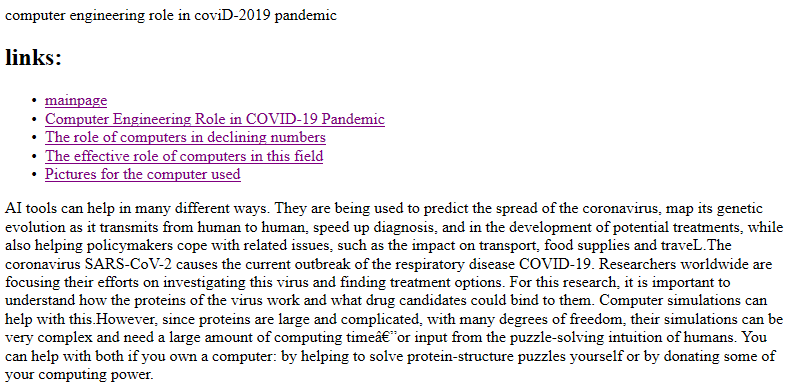 computer engineering role in coviD-2019 pandemic
links:
• mainpage
• Computer Engineering Role in COVID-19 Pandemic
• The role of computers in declining numbers
• The effective role of computers in this field
• Pictures for the computer used
AI tools can help in many different ways. They are being used to predict the spread of the coronavirus, map its genetic
evolution as it transmits from human to human, speed up diagnosis, and in the development of potential treatments, while
also helping policymakers cope with related issues, such as the impact on transport, food supplies and traveL.The
coronavirus SARS-CoV-2 causes the current outbreak of the respiratory disease COVID-19. Researchers worldwide are
focusing their efforts on investigating this virus and finding treatment options. For this research, it is important to
understand how the proteins of the virus work and what drug candidates could bind to them. Computer simulations can
help with this.However, since proteins are large and complicated, with many degrees of freedom, their simulations can be
very complex and need a large amount of computing timeâ€”or input from the puzzle-solving intuition of humans. You
can help with both if you own a computer: by helping to solve protein-structure puzzles yourself or by donating some of
your computing power.